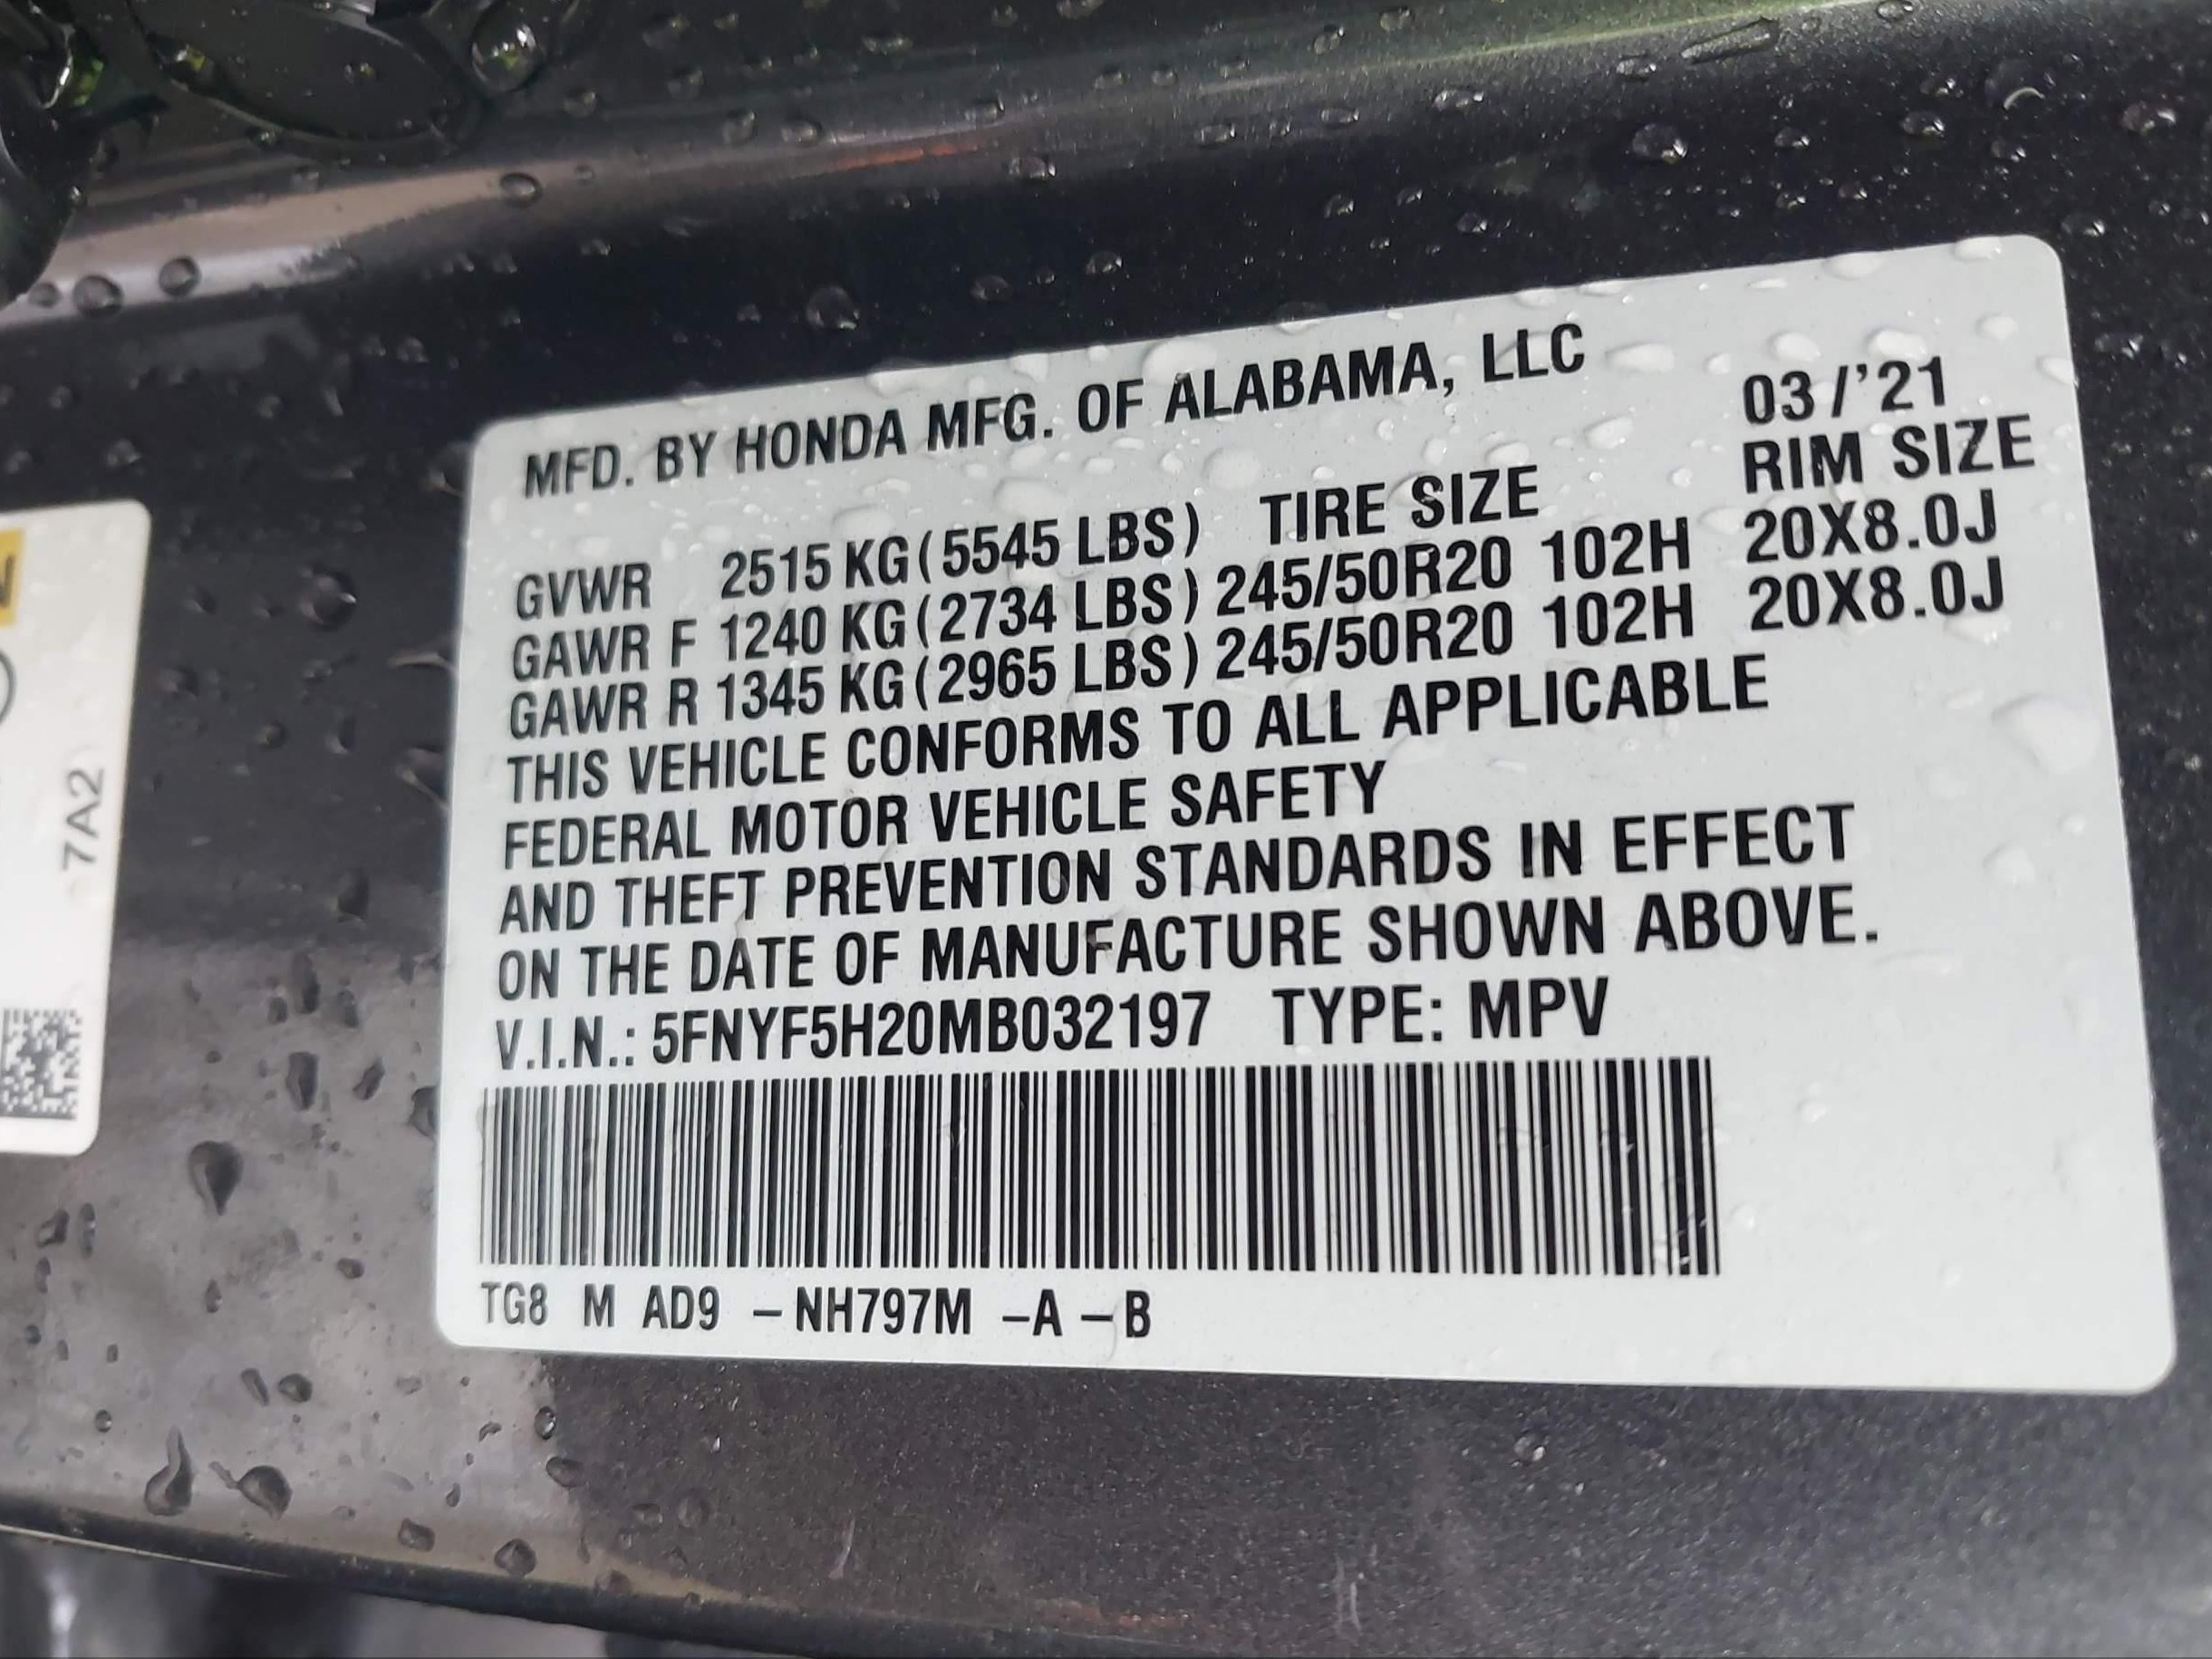 MFD. BY HONDA MFG. OF ALABAMA, LLC 03/'21
GVWR 2515 KG (5545 LBS) TIRE SIZE RIM SIZE
GAWR F 1240 KG (2734 LBS) 245/50R20 102H 20X8.0J
GAWR R 1345 KG (2965 LBS) 245/50R20 102H 20X8.0J
THIS VEHICLE CONFORMS TO ALL APPLICABLE
FEDERAL MOTOR VEHICLE SAFETY
AND THEFT PREVENTION STANDARDS IN EFFECT
ON THE DATE OF MANUFACTURE SHOWN ABOVE.
V.I.N.: 5FNYF5H20MB032197 TYPE: MPV
TG8 M AD9 –NH797M –A –B
7A2